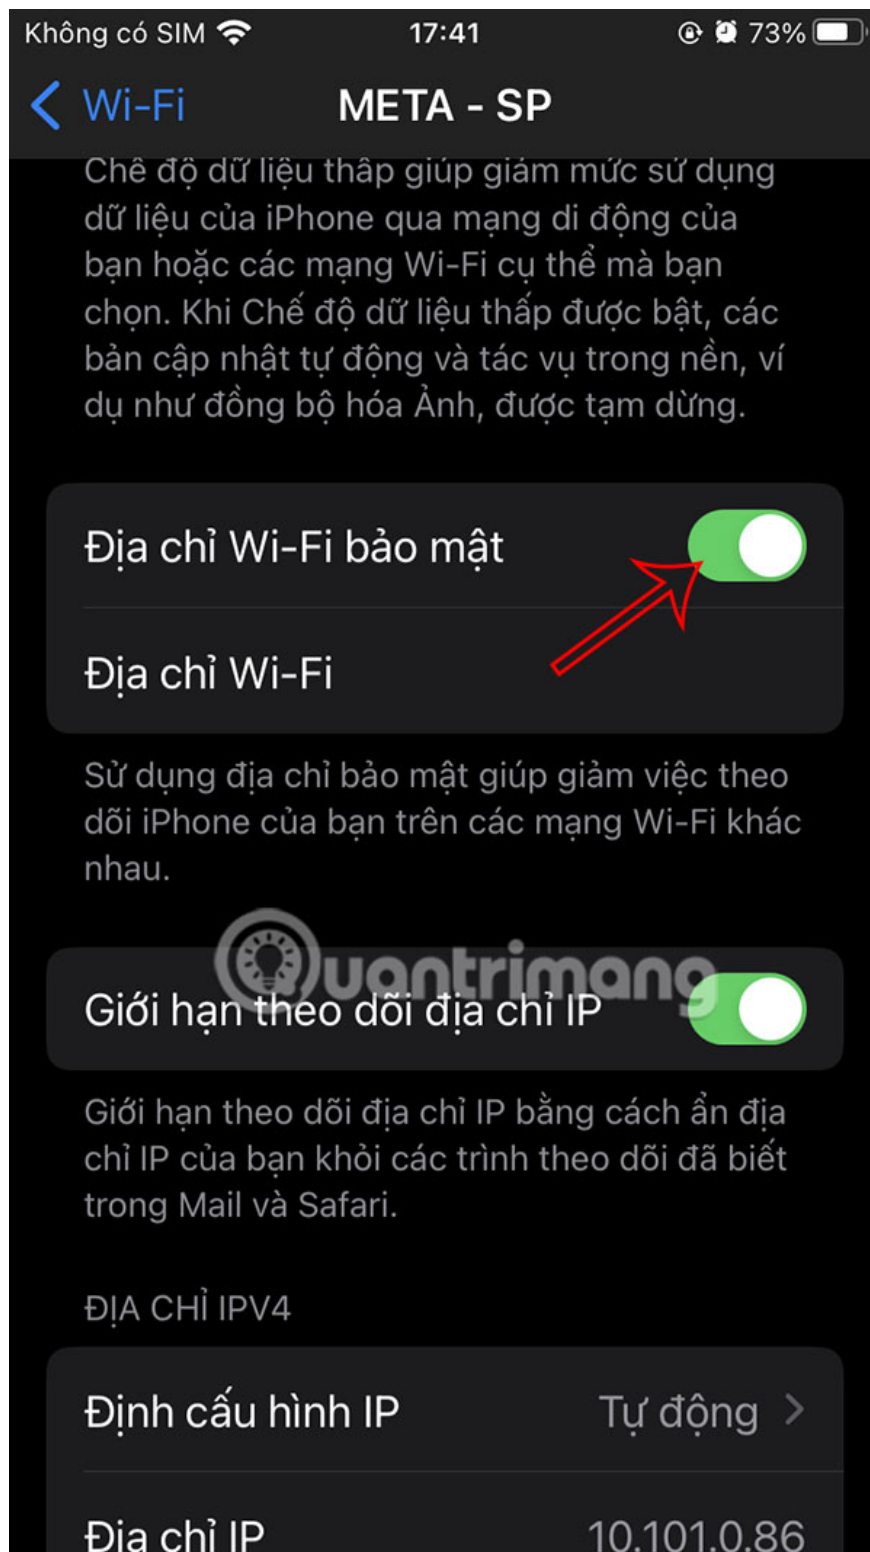 Không có SIM 17:41 73%
Wi-Fi META - SP
Chế độ dữ liệu thấp giúp giảm mức sử dụng
dữ liệu của iPhone qua mạng di động của
bạn hoặc các mạng Wi-Fi cụ thể mà bạn
chọn. Khi Chế độ dữ liệu thấp được bật, các
bản cập nhật tự động và tác vụ trong nền, ví
dụ như đồng bộ hóa Ảnh, được tạm dừng.
Địa chỉ Wi-Fi bảo mật
Địa chỉ Wi-Fi
Sử dụng địa chỉ bảo mật giúp giảm việc theo
dõi iPhone của bạn trên các mạng Wi-Fi khác
nhau.
Quantrimang
Giới hạn theo dõi địa chỉ IP
Giới hạn theo dõi địa chỉ IP bằng cách ẩn địa
chỉ IP của bạn khỏi các trình theo dõi đã biết
trong Mail và Safari.
ĐỊA CHỈ IPV4
Định cấu hình IP Tự động
Địa chỉ IP 10.101.0.86